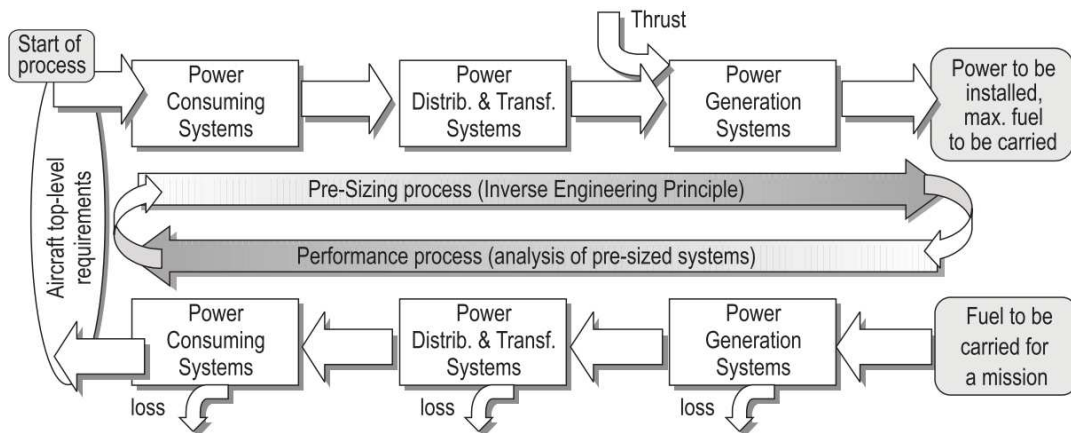 Start of
process
Thrust
Power
Consuming
Systems
Power
Distrib. & Transf.
Systems
Power
Generation
Systems
Power to be
installed,
max. fuel
to be carried
Aircraft top-level
requirements
Pre-Sizing process (Inverse Engineering Principle)
Performance process (analysis of pre-sized systems)
Power
Consuming
Systems
Power
Distrib. & Transf.
Systems
Power
Generation
Systems
Fuel to be
carried for
a mission
loss
loss
loss